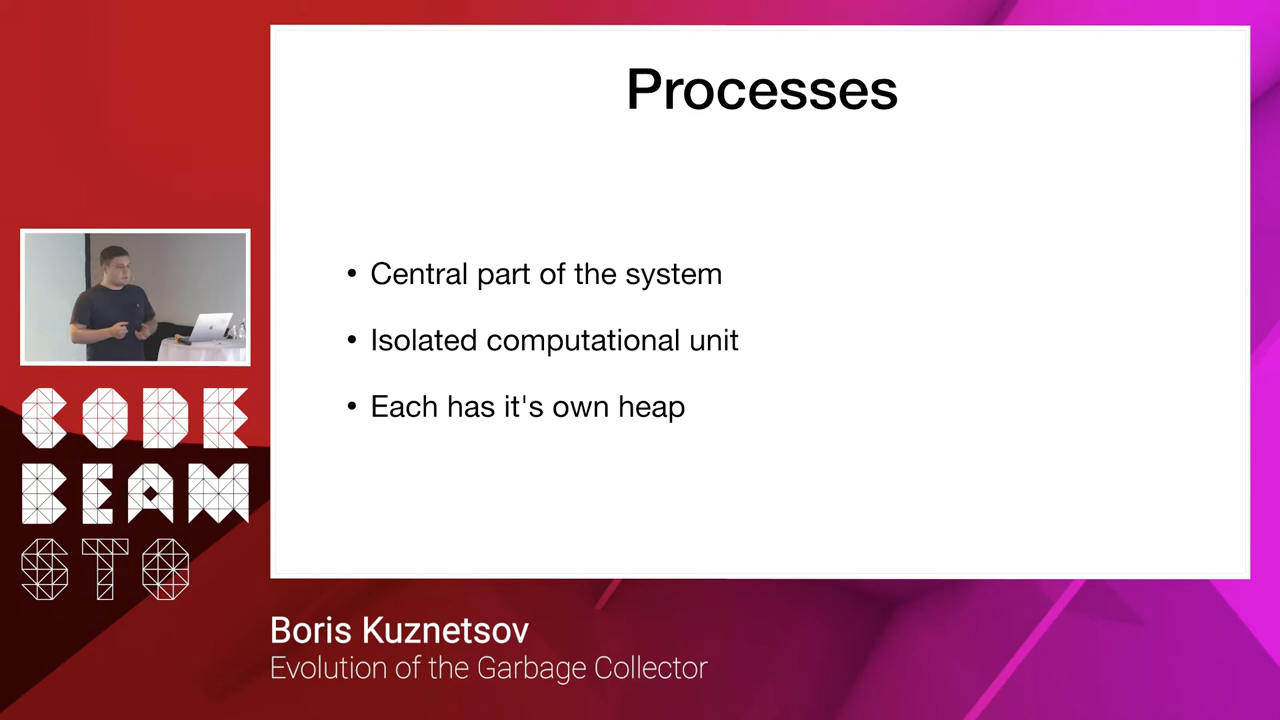 Processes
• Central part of the system
• Isolated computational unit
• Each has it's own heap
CODE
BEAM
STO
Boris Kuznetsov
Evolution of the Garbage Collector